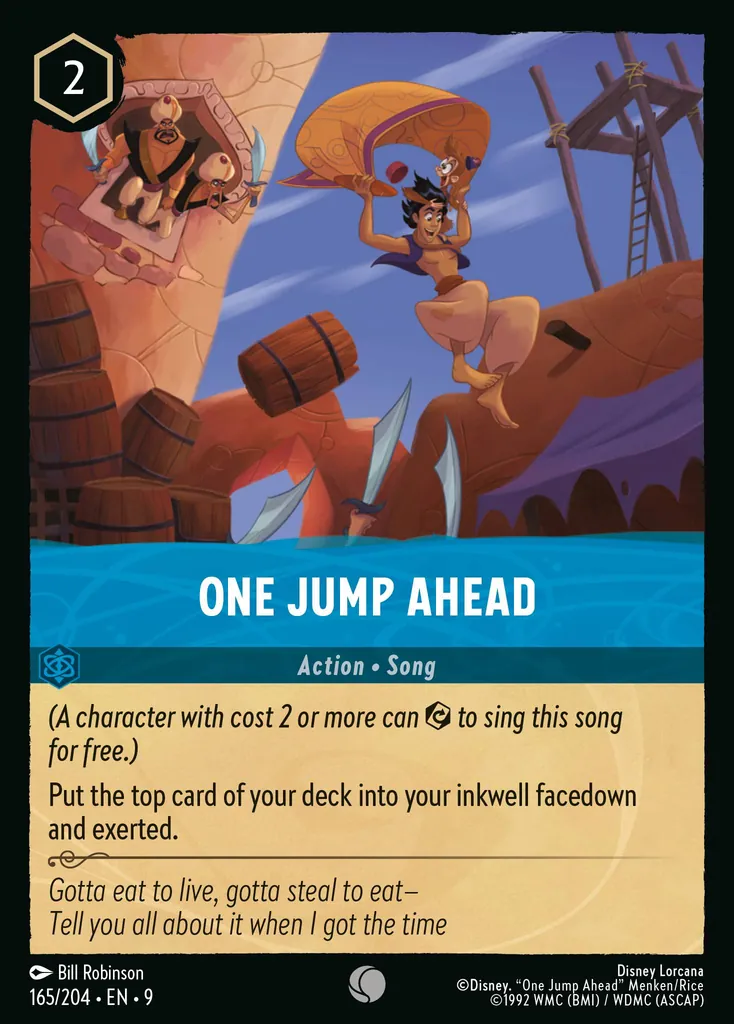 2
ONE JUMP AHEAD
Action • Song
(A character with cost 2 or more can to sing this song
for free.)
Put the top card of your deck into your inkwell facedown
and exerted.
Gotta eat to live, gotta steal to eat–
Tell you all about it when I got the time
Bill Robinson
165/204 • EN • 9
Disney Lorcana
©Disney. “One Jump Ahead” Menken/Rice
©1992 WMC (BMI) / WDMC (ASCAP)